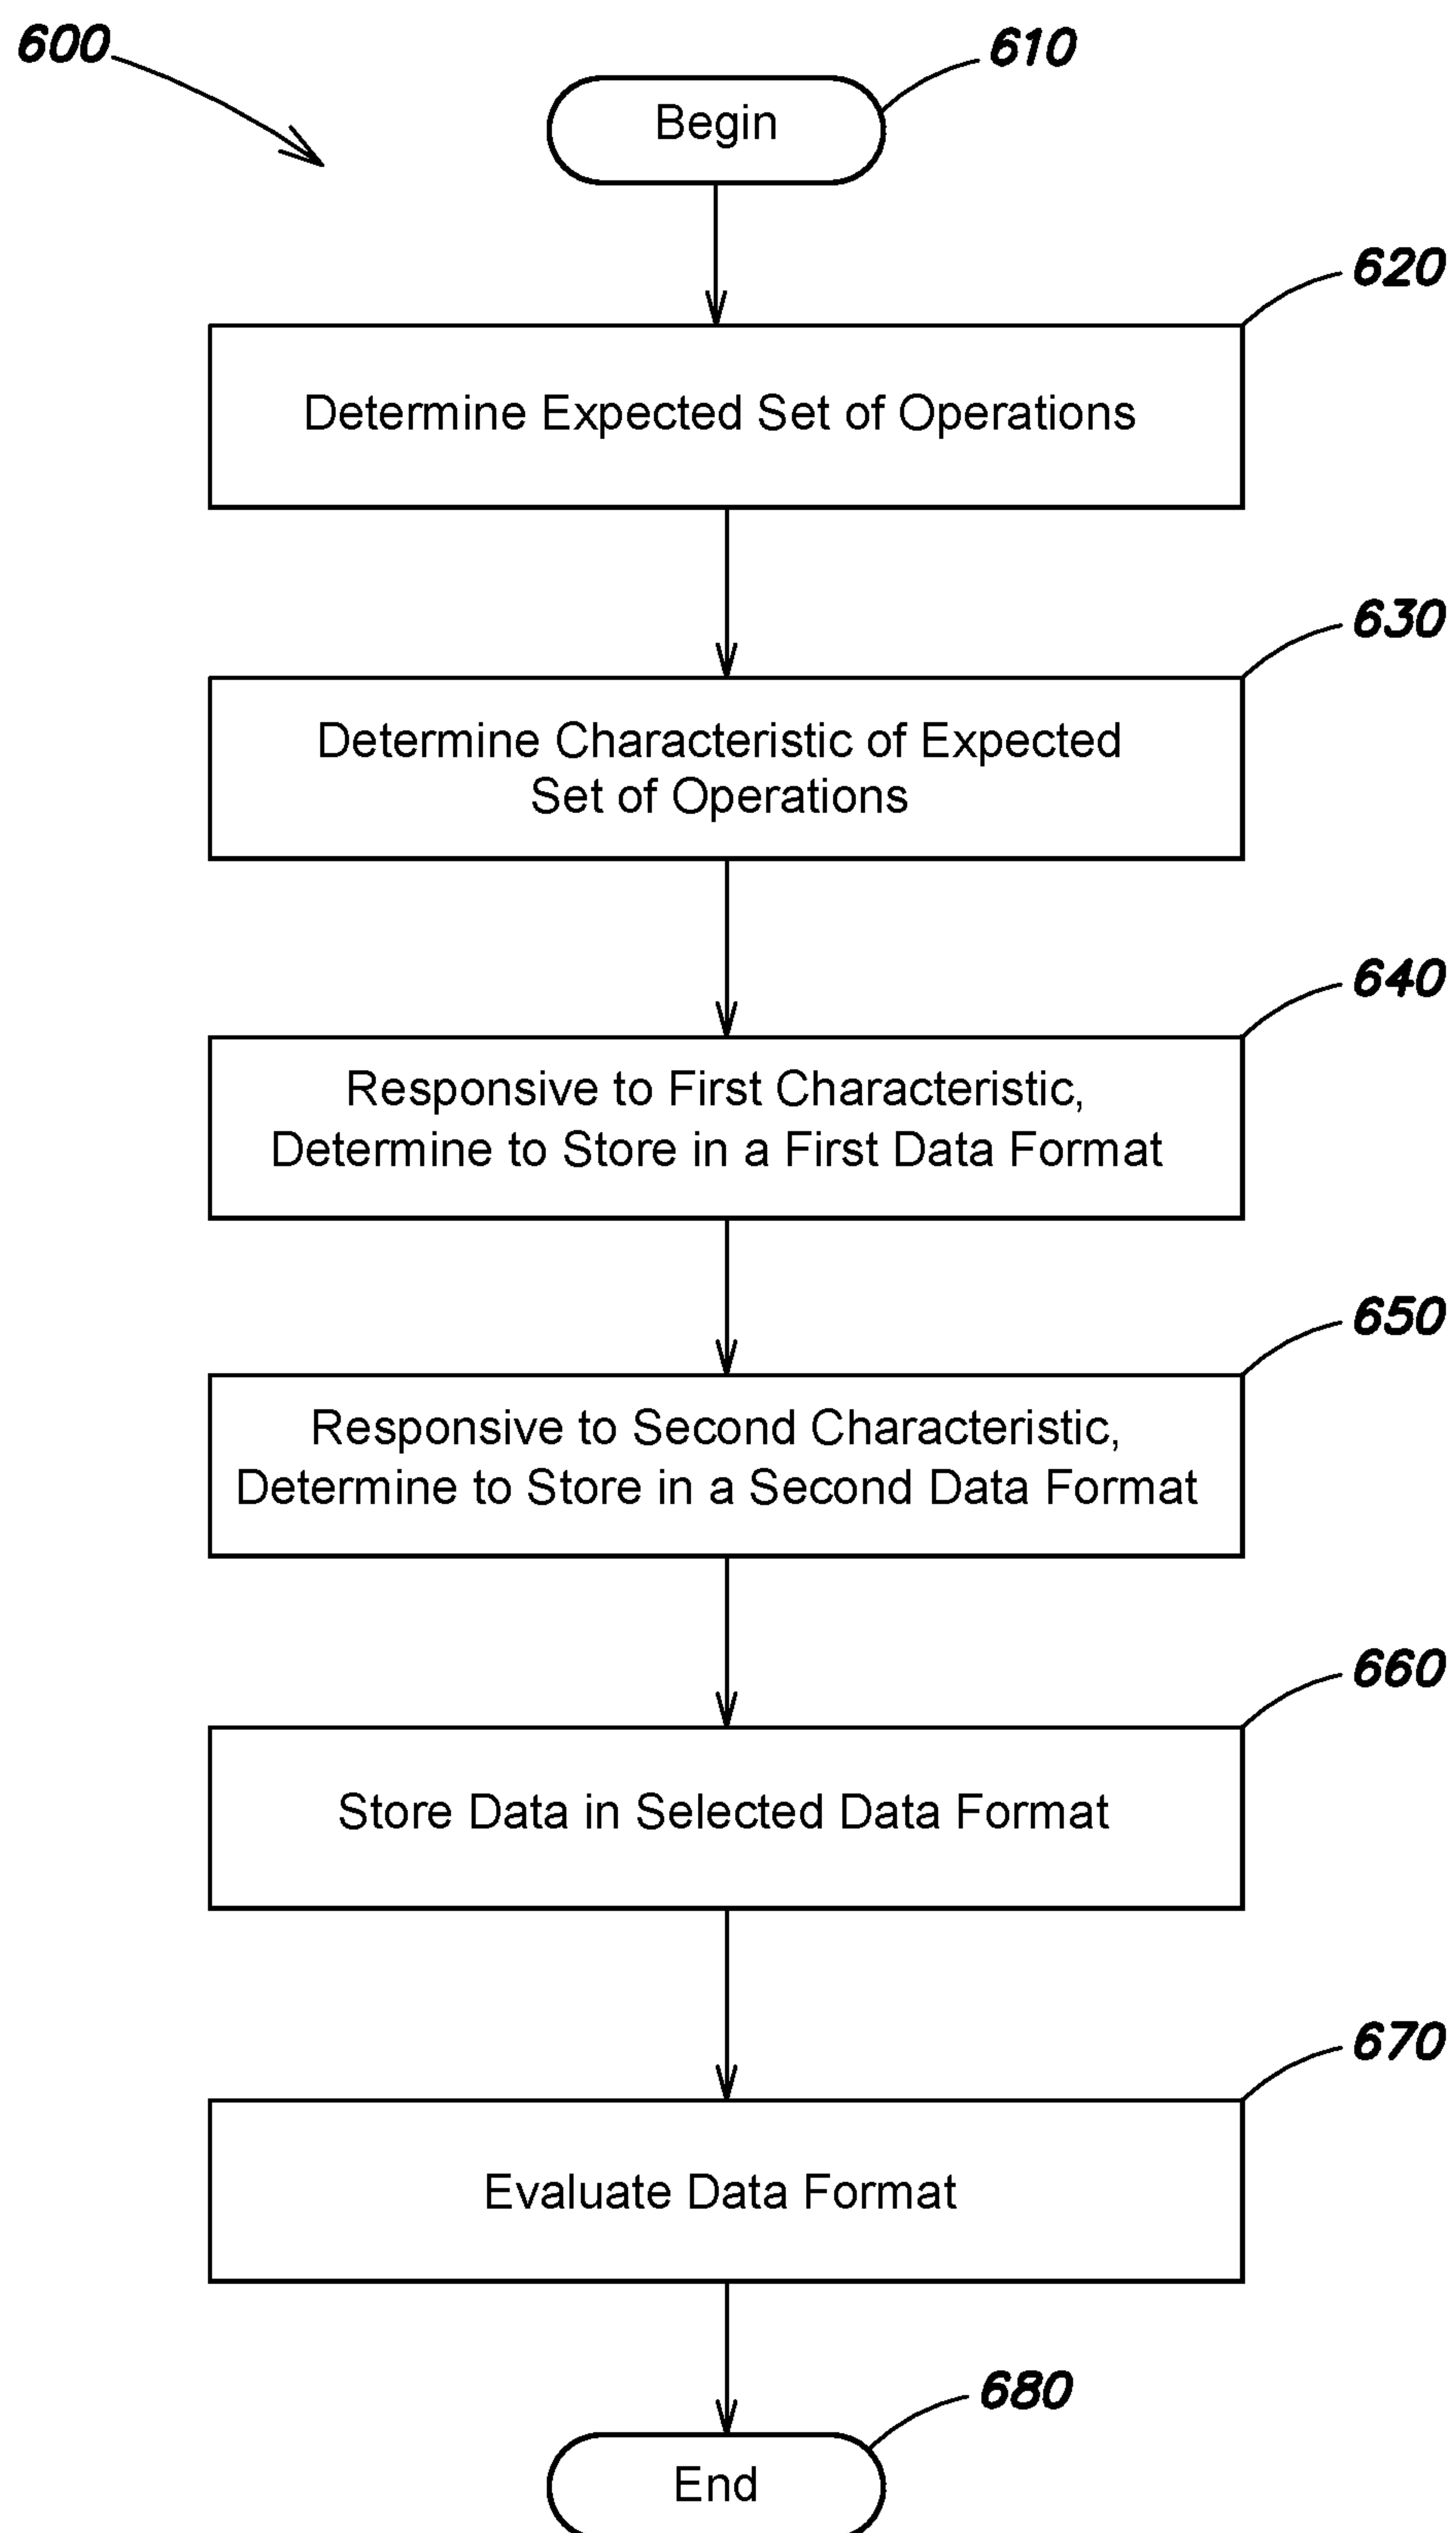 600
610
Begin
620
Determine Expected Set of Operations
630
Determine Characteristic of Expected
Set of Operations
640
Responsive to First Characteristic,
Determine to Store in a First Data Format
650
Responsive to Second Characteristic,
Determine to Store in a Second Data Format
660
Store Data in Selected Data Format
670
Evaluate Data Format
680
End